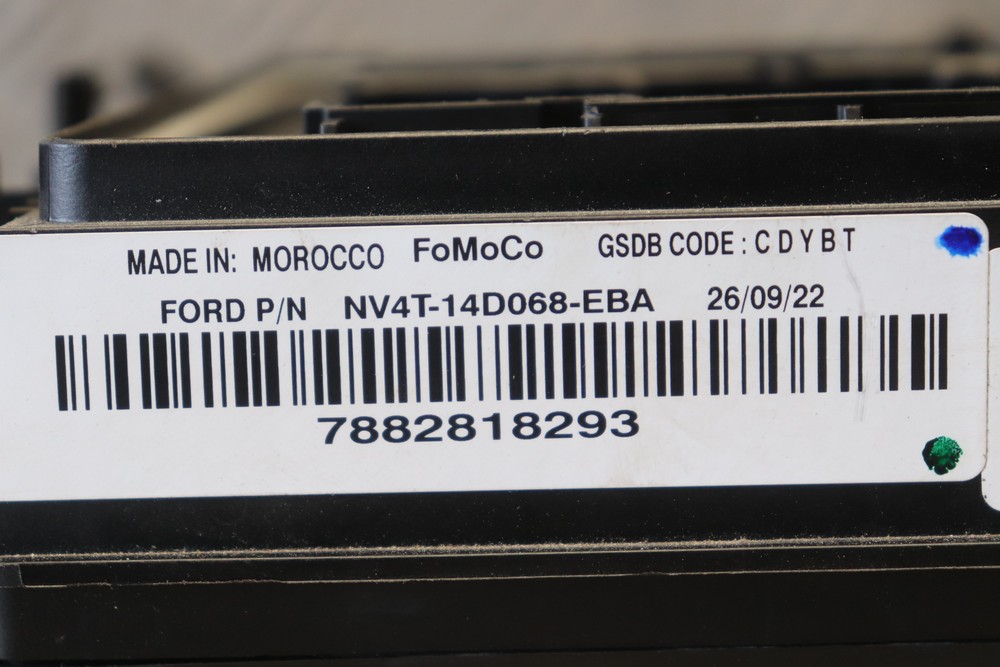 MADE IN: MOROCCO FoMoCo GSDB CODE : C D Y B T
FORD P/N NV4T-14D068-EBA 26/09/22
7882818293